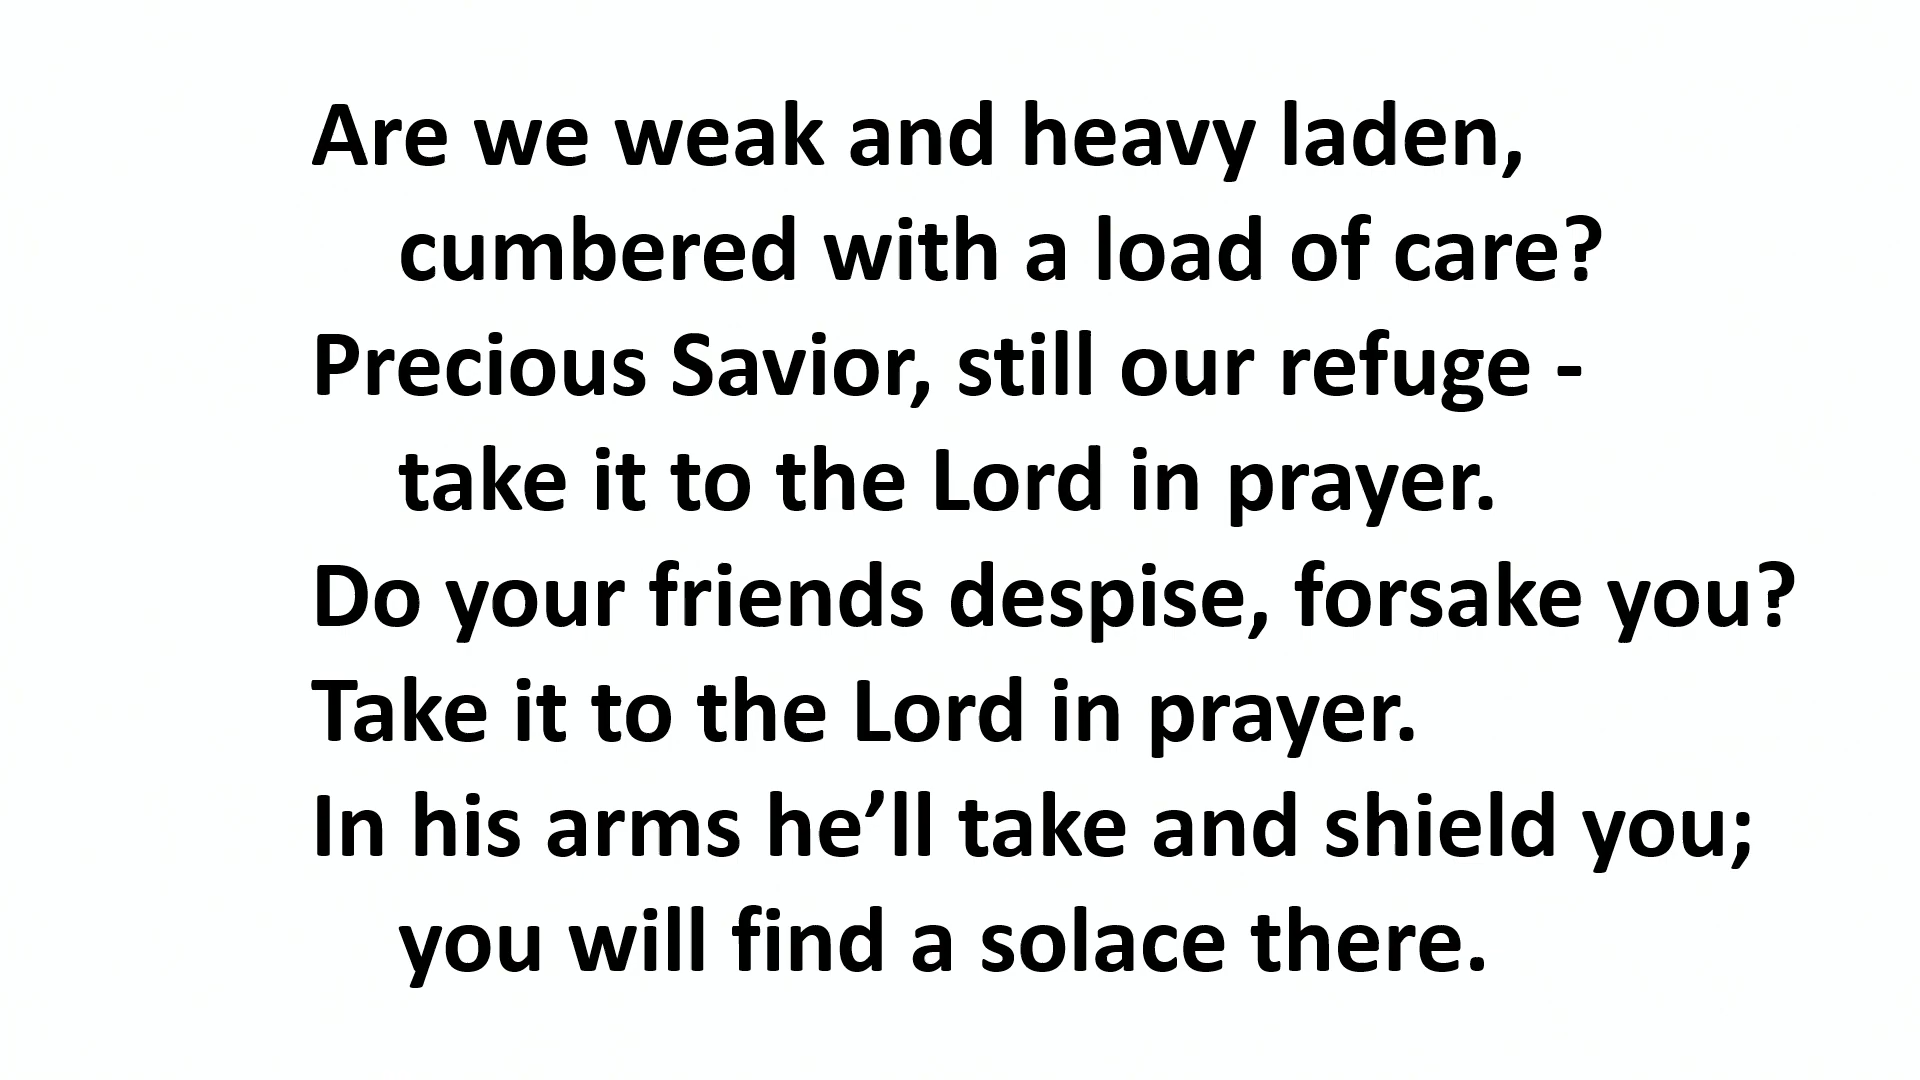 Are we weak and heavy laden,
cumbered with a load of care?
Precious Savior, still our refuge -
take it to the Lord in prayer.
Do your friends despise, forsake you?
Take it to the Lord in prayer.
In his arms he’ll take and shield you;
you will find a solace there.